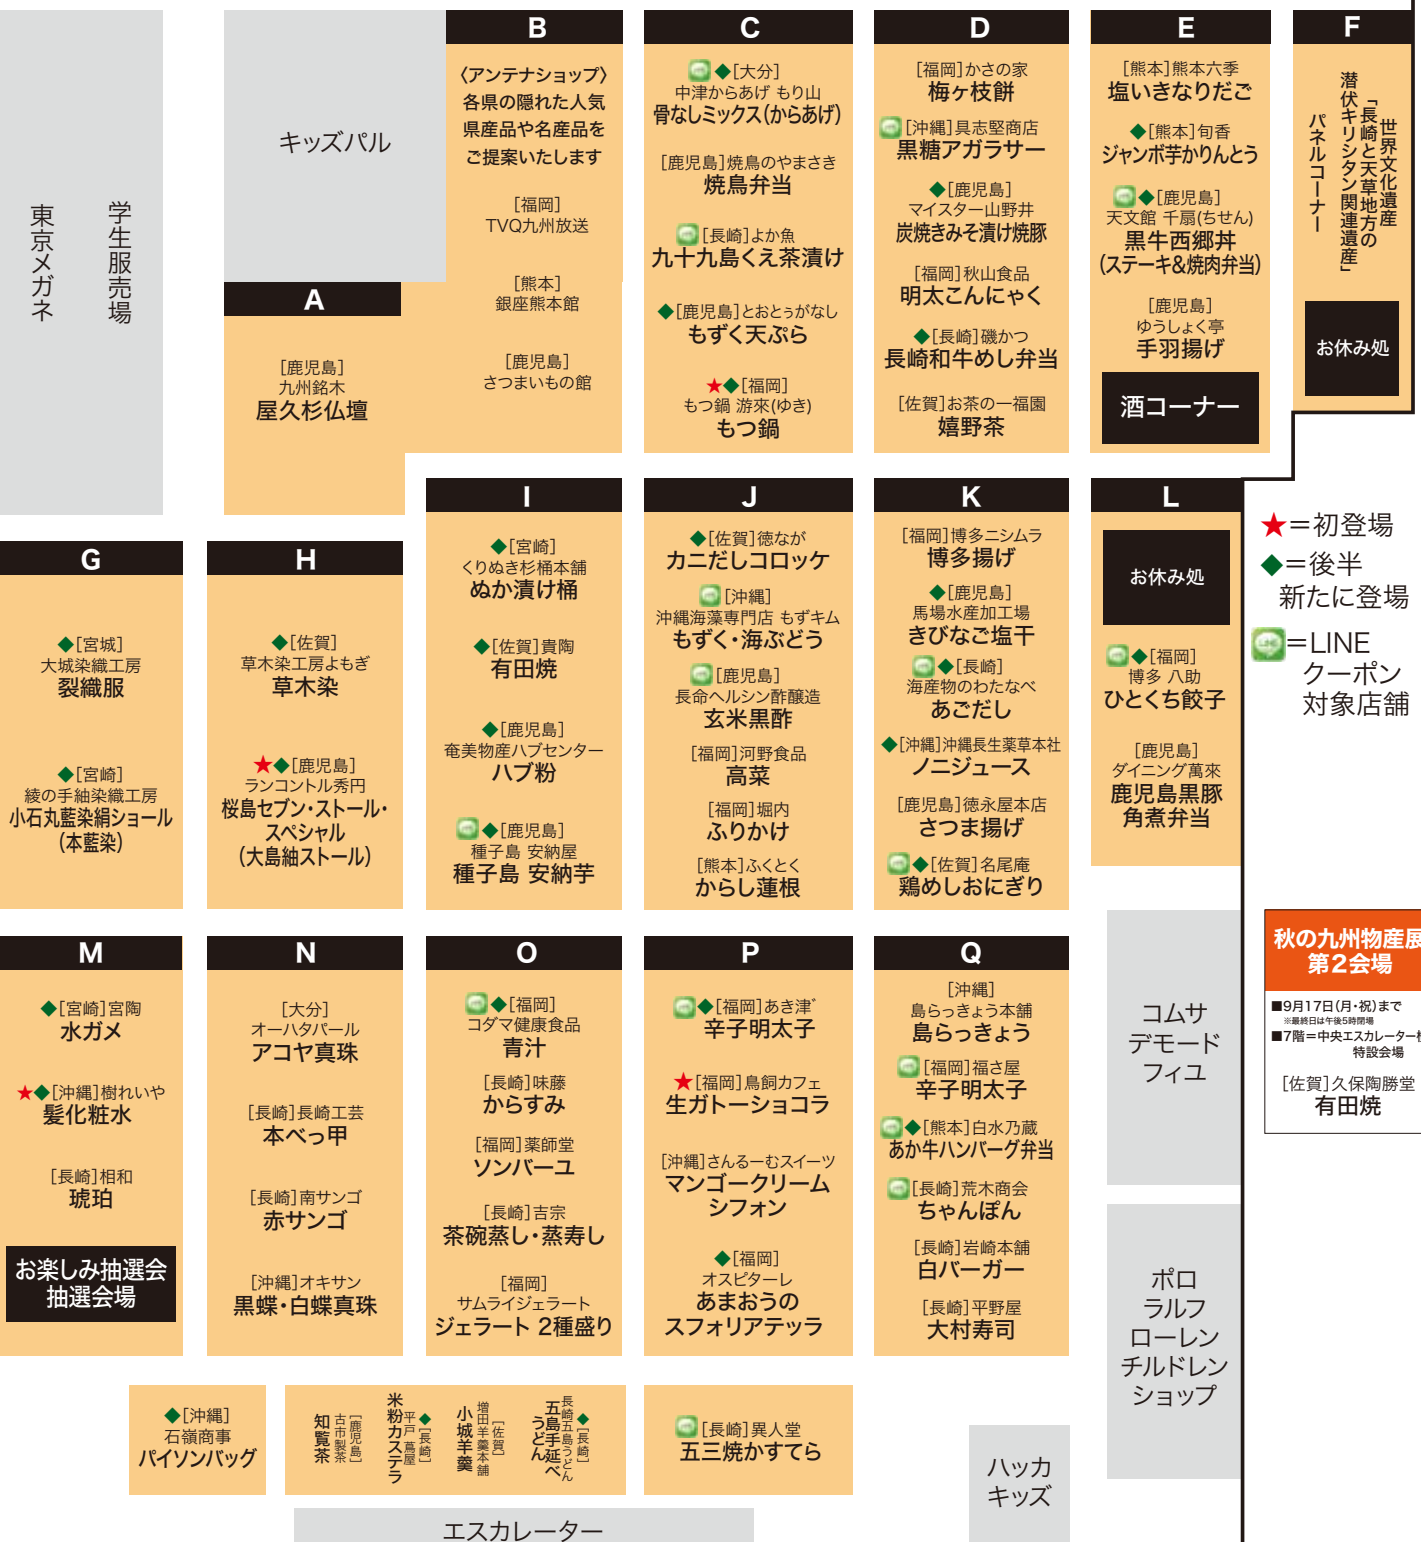 東京メガネ
学生服売場
キッズパル
A
[鹿児島]
九州銘木
屋久杉仏壇
B
〈アンテナショップ〉
各県の隠れた人気
県産品や名産品を
ご提案いたします
[福岡]
TVQ九州放送
[熊本]
銀座熊本館
[鹿児島]
さつまいもの館
C
◆[大分]
中津からあげ もり山
骨なしミックス(からあげ)
[鹿児島]焼鳥のやまさき
焼鳥弁当
[長崎]よか魚
九十九島くえ茶漬け
◆[鹿児島]とおとぅがなし
もずく天ぷら
★◆[福岡]
もつ鍋 游來(ゆき)
もつ鍋
D
[福岡]かさの家
梅ヶ枝餅
[沖縄]具志堅商店
黒糖アガラサー
◆[鹿児島]
マイスター山野井
炭焼きみそ漬け焼豚
[福岡]秋山食品
明太こんにゃく
◆[長崎]磯かつ
長崎和牛めし弁当
[佐賀]お茶の一福園
嬉野茶
E
[熊本]熊本六季
塩いきなりだご
◆[熊本]旬香
ジャンボ芋かりんとう
◆[鹿児島]
天文館 千扇(ちせん)
黒牛西郷丼
(ステーキ&焼肉弁当)
[鹿児島]
ゆうしょく亭
手羽揚げ
酒コーナー
F
世界文化遺産
「長崎と天草地方の
潜伏キリシタン関連遺産」
パネルコーナー
お休み処
G
◆[宮城]
大城染織工房
裂織服
◆[宮崎]
綾の手紬染織工房
小石丸藍染絹ショール
(本藍染)
H
◆[佐賀]
草木染工房よもぎ
草木染
★◆[鹿児島]
ランコントル秀円
桜島セブン・ストール・
スペシャル
(大島紬ストール)
I
◆[宮崎]
くりぬき杉桶本舗
ぬか漬け桶
◆[佐賀]貴陶
有田焼
◆[鹿児島]
奄美物産ハブセンター
ハブ粉
◆[鹿児島]
種子島 安納屋
種子島 安納芋
J
◆[佐賀]徳なが
カニだしコロッケ
[沖縄]
沖縄海藻専門店 もずキム
もずく・海ぶどう
[鹿児島]
長命ヘルシン酢醸造
玄米黒酢
[福岡]河野食品
高菜
[福岡]堀内
ふりかけ
[熊本]ふくとく
からし蓮根
K
[福岡]博多ニシムラ
博多揚げ
◆[鹿児島]
馬場水産加工場
きびなご塩干
◆[長崎]
海産物のわたなべ
あごだし
◆[沖縄]沖縄長生薬草本社
ノニジュース
[鹿児島]徳永屋本店
さつま揚げ
◆[佐賀]名尾庵
鶏めしおにぎり
L
お休み処
◆[福岡]
博多 八助
ひとくち餃子
[鹿児島]
ダイニング萬來
鹿児島黒豚
角煮弁当
★=初登場
◆=後半
新たに登場
=LINE
クーポン
対象店舗
M
◆[宮崎]宮陶
水ガメ
★◆[沖縄]樹れいや
髪化粧水
[長崎]相和
琥珀
お楽しみ抽選会
抽選会場
N
[大分]
オーハタパール
アコヤ真珠
[長崎]長崎工芸
本べっ甲
[長崎]南サンゴ
赤サンゴ
[沖縄]オキサン
黒蝶・白蝶真珠
O
◆[福岡]
コダマ健康食品
青汁
[長崎]味藤
からすみ
[福岡]薬師堂
ソンバーユ
[長崎]吉宗
茶碗蒸し・蒸寿し
[福岡]
サムライジェラート
ジェラート 2種盛り
P
◆[福岡]あき津゛
辛子明太子
★[福岡]鳥飼カフェ
生ガトーショコラ
[沖縄]さんるーむスイーツ
マンゴークリーム
シフォン
◆[福岡]
オスピターレ
あまおうの
スフォリアテッラ
Q
[沖縄]
島らっきょう本舗
島らっきょう
[福岡]福さ屋
辛子明太子
◆[熊本]白水乃蔵
あか牛ハンバーグ弁当
[長崎]荒木商会
ちゃんぽん
[長崎]岩崎本舗
白バーガー
[長崎]平野屋
大村寿司
コムサ
デモード
フィユ
秋の九州物産展
第2会場
■9月17日(月・祝)まで
※最終日は午後5時閉場
■7階=中央エスカレーター横
特設会場
[佐賀]久保陶勝堂
有田焼
ポロ
ラルフ
ローレン
チルドレン
ショップ
◆[沖縄]
石嶺商事
パイソンバッグ
[鹿児島]
古市製茶
知覧茶
◆[長崎]
平戸 蔦屋
米粉カステラ
[佐賀]
増田羊羹本舗
小城羊羹
◆[長崎]
長崎五島うどん
五島手延べ
うどん
[長崎]異人堂
五三焼かすてら
ハッカ
キッズ
エスカレーター